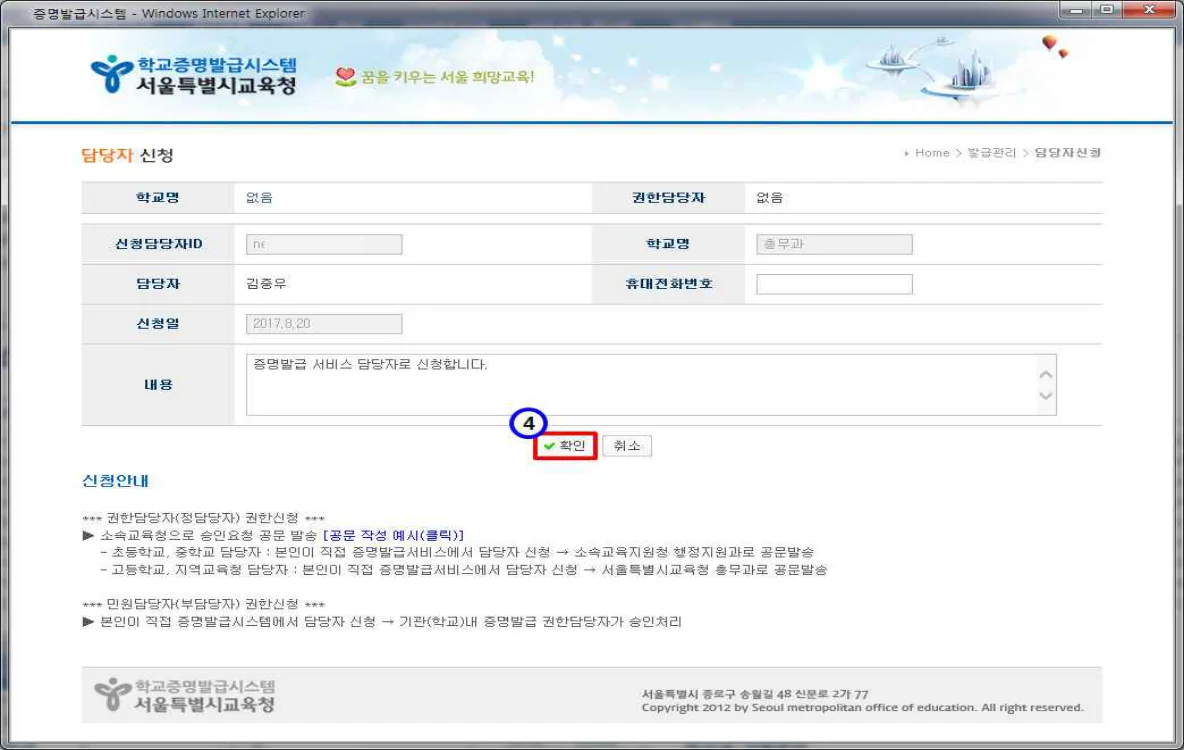 증명발급시스템 - Windows Internet Explorer
학교증명발급시스템
서울특별시교육청
꿈을 키우는 서울 희망교육!
담당자 신청
Home > 발급관리 > 담당자신청
학교명 없음 권한담당자 없음
신청담당자ID ne 학교명 총무과
담당자 김종우 휴대전화번호
신청일 2017.8.20
내용 증명발급 서비스 담당자로 신청합니다.
4
확인 취소
신청안내
*** 권한담당자(정담당자) 권한신청 ***
▶ 소속교육청으로 승인요청 공문 발송 [공문 작성 예시(클릭)]
- 초등학교, 중학교 담당자 : 본인이 직접 증명발급서비스에서 담당자 신청 → 소속교육지원청 행정지원과로 공문발송
- 고등학교, 지역교육청 담당자 : 본인이 직접 증명발급서비스에서 담당자 신청 → 서울특별시교육청 총무과로 공문발송
*** 민원담당자(부담당자) 권한신청 ***
▶ 본인이 직접 증명발급시스템에서 담당자 신청 → 기관(학교)내 증명발급 권한담당자가 승인처리
학교증명발급시스템
서울특별시교육청
서울특별시 종로구 송월길 48 신문로 2가 77
Copyright 2012 by Seoul metropolitan office of education. All right reserved.